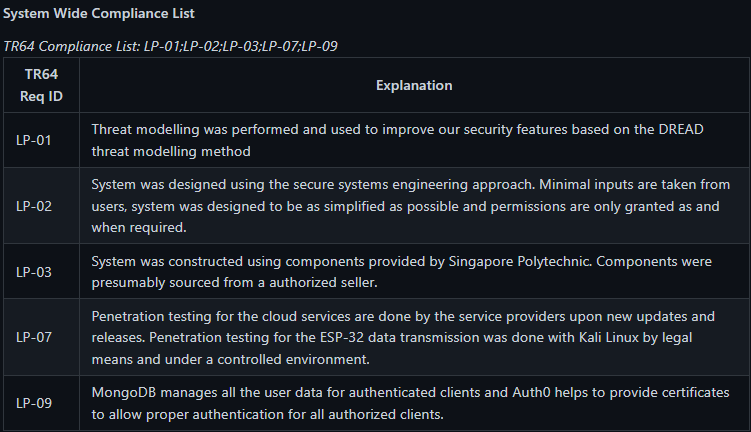 System Wide Compliance List
TR64 Compliance List: LP-01;LP-02;LP-03;LP-07;LP-09
TR64
Req ID
Explanation
LP-01
Threat modelling was performed and used to improve our security features based on the DREAD
threat modelling method
LP-02
System was designed using the secure systems engineering approach. Minimal inputs are taken from
users, system was designed to be as simplified as possible and permissions are only granted as and
when required.
LP-03
System was constructed using components provided by Singapore Polytechnic. Components were
presumably sourced from a authorized seller.
LP-07
Penetration testing for the cloud services are done by the service providers upon new updates and
releases. Penetration testing for the ESP-32 data transmission was done with Kali Linux by legal
means and under a controlled environment.
LP-09
MongoDB manages all the user data for authenticated clients and Auth0 helps to provide certificates
to allow proper authentication for all authorized clients.